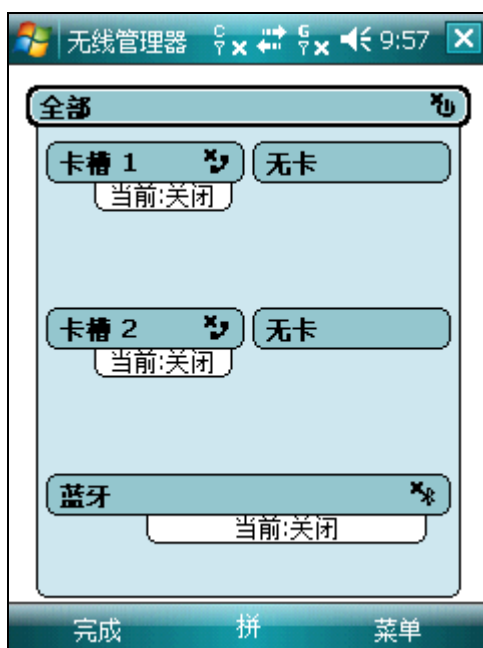 无线管理器 C G 9:57
全部
卡槽 1 无卡
当前:关闭
卡槽 2 无卡
当前:关闭
蓝牙
当前:关闭
完成 拼 菜单